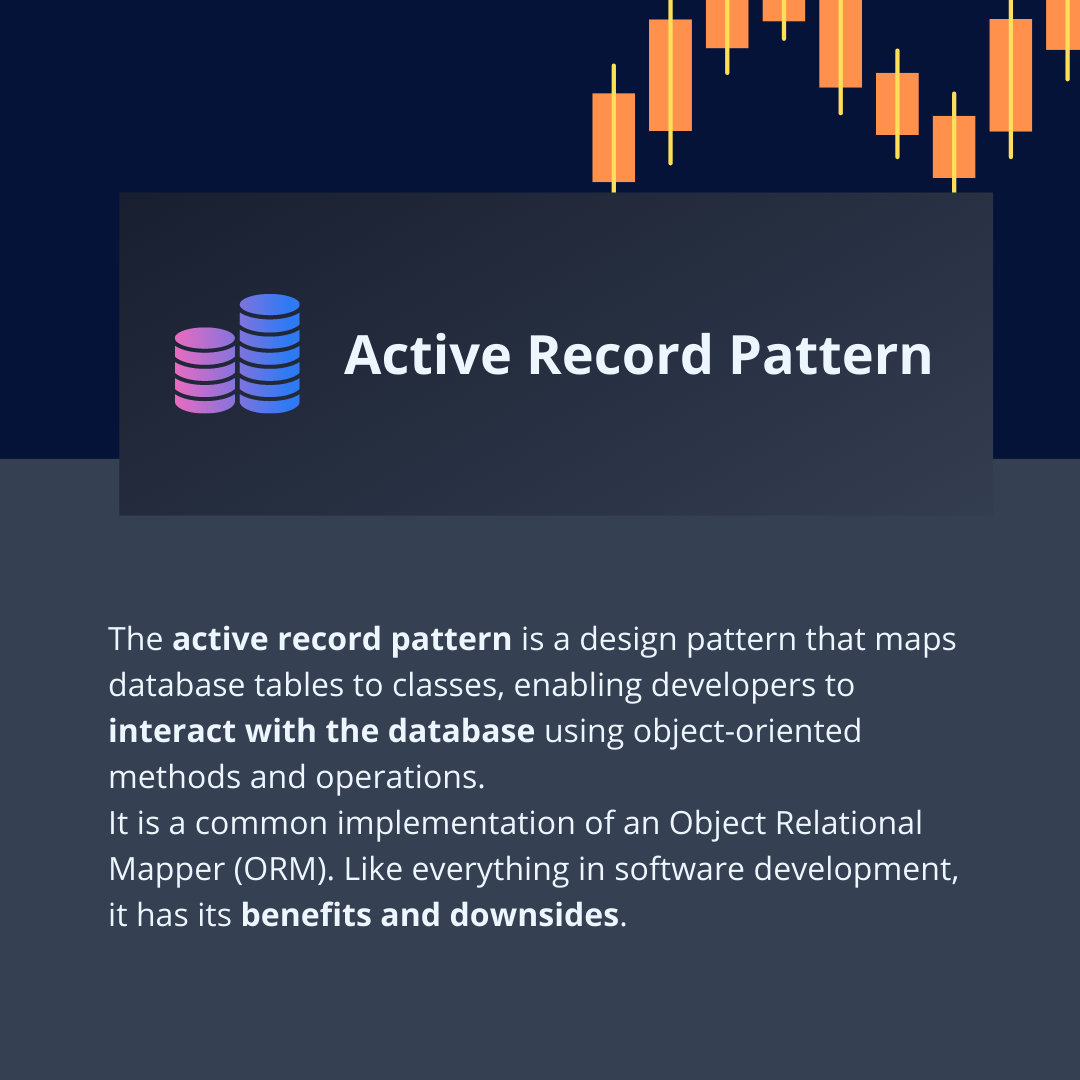 Active Record Pattern
The active record pattern is a design pattern that maps
database tables to classes, enabling developers to
interact with the database using object-oriented
methods and operations.
It is a common implementation of an Object Relational
Mapper (ORM). Like everything in software development,
it has its benefits and downsides.